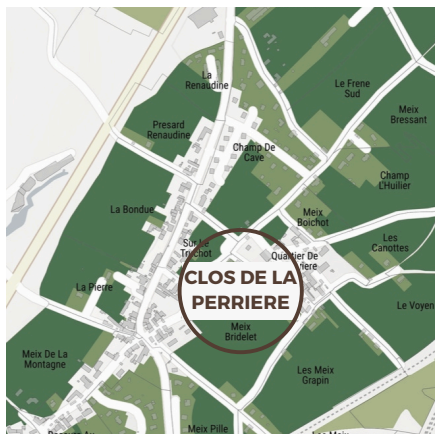 La
Renaudine
Le Frene
Sud
Meix
Bressant
Presard
Renaudine
Champ De
Cave
Champ
L'Huilier
La Bondue
Meix
Boichot
Les
Canottes
Sur Le
Truchot
Quartier De
CLOS DE LA
PERRIERE
La Pierre
Le Voyen
Meix
Bridelet
Meix De La
Montagne
Les Meix
Grapin
Meix Pille